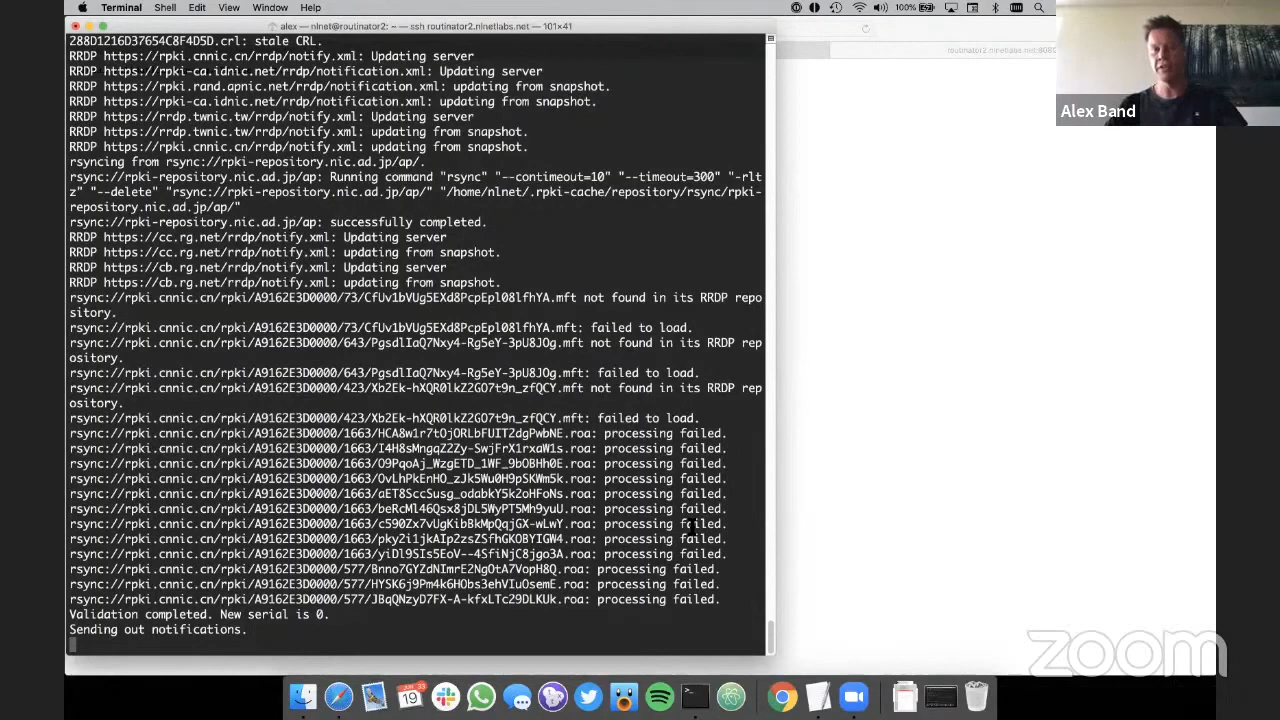 Terminal Shell Edit View Window Help 100%
alex — nlnet@routinator2: ~ — ssh routinator2.nlnetlabs.net — 101×41
routinator2.nlnetlabs.net:8080
288D1216D37654C8F4D5D.crl: stale CRL.
RRDP https://rpki.cnnic.cn/rrdp/notify.xml: Updating server
RRDP https://rpki-ca.idnic.net/rrdp/notification.xml: Updating server
RRDP https://rpki.rand.apnic.net/rrdp/notification.xml: updating from snapshot.
RRDP https://rpki-ca.idnic.net/rrdp/notification.xml: updating from snapshot.
RRDP https://rrdp.twnic.tw/rrdp/notify.xml: Updating server
RRDP https://rrdp.twnic.tw/rrdp/notify.xml: updating from snapshot.
RRDP https://rpki.cnnic.cn/rrdp/notify.xml: updating from snapshot.
rsyncing from rsync://rpki-repository.nic.ad.jp/ap/.
rsync://rpki-repository.nic.ad.jp/ap: Running command "rsync" "--contimeout=10" "--timeout=300" "-rlt
z" "--delete" "rsync://rpki-repository.nic.ad.jp/ap/" "/home/nlnet/.rpki-cache/repository/rsync/rpki-
repository.nic.ad.jp/ap/"
rsync://rpki-repository.nic.ad.jp/ap: successfully completed.
RRDP https://cc.rg.net/rrdp/notify.xml: Updating server
RRDP https://cc.rg.net/rrdp/notify.xml: updating from snapshot.
RRDP https://cb.rg.net/rrdp/notify.xml: Updating server
RRDP https://cb.rg.net/rrdp/notify.xml: updating from snapshot.
rsync://rpki.cnnic.cn/rpki/A9162E3D0000/73/CfUv1bVUg5EXd8PcpEpl08lfhYA.mft not found in its RRDP repo
sitory.
rsync://rpki.cnnic.cn/rpki/A9162E3D0000/73/CfUv1bVUg5EXd8PcpEpl08lfhYA.mft: failed to load.
rsync://rpki.cnnic.cn/rpki/A9162E3D0000/643/PgsdlIaQ7Nxy4-Rg5eY-3pU8JOg.mft not found in its RRDP rep
ository.
rsync://rpki.cnnic.cn/rpki/A9162E3D0000/643/PgsdlIaQ7Nxy4-Rg5eY-3pU8JOg.mft: failed to load.
rsync://rpki.cnnic.cn/rpki/A9162E3D0000/423/Xb2Ek-hXQR0lkZ2GO7t9n_zfQCY.mft not found in its RRDP rep
ository.
rsync://rpki.cnnic.cn/rpki/A9162E3D0000/423/Xb2Ek-hXQR0lkZ2GO7t9n_zfQCY.mft: failed to load.
rsync://rpki.cnnic.cn/rpki/A9162E3D0000/1663/HCA8w1r7tOjORLbFUIT2dgPwbNE.roa: processing failed.
rsync://rpki.cnnic.cn/rpki/A9162E3D0000/1663/I4H8sMngqZ2Zy-SwjFrX1rxaW1s.roa: processing failed.
rsync://rpki.cnnic.cn/rpki/A9162E3D0000/1663/O9PqoAj_WzgETD_1WF_9bOBHh0E.roa: processing failed.
rsync://rpki.cnnic.cn/rpki/A9162E3D0000/1663/OvLhPkEnHO_zJk5Wu0H9pSKWm5k.roa: processing failed.
rsync://rpki.cnnic.cn/rpki/A9162E3D0000/1663/aET8SccSusg_odabkY5k2oHFoNs.roa: processing failed.
rsync://rpki.cnnic.cn/rpki/A9162E3D0000/1663/beRcMl46Qsx8jDL5WyPT5Mh9yuU.roa: processing failed.
rsync://rpki.cnnic.cn/rpki/A9162E3D0000/1663/c590Zx7vUgKibBkMpQqjGX-wLwY.roa: processing failed.
rsync://rpki.cnnic.cn/rpki/A9162E3D0000/1663/pky2i1jkAIp2zsZSfhGKOBYIGW4.roa: processing failed.
rsync://rpki.cnnic.cn/rpki/A9162E3D0000/1663/yiDl9SIs5EoV--4SfiNjC8jgo3A.roa: processing failed.
rsync://rpki.cnnic.cn/rpki/A9162E3D0000/577/Bnno7GYZdNImrE2NgOtA7VopH8Q.roa: processing failed.
rsync://rpki.cnnic.cn/rpki/A9162E3D0000/577/HYSK6j9Pm4k6HObs3ehVIuOsemE.roa: processing failed.
rsync://rpki.cnnic.cn/rpki/A9162E3D0000/577/JBqQNzyD7FX-A-kfxLTc29DLKUk.roa: processing failed.
Validation completed. New serial is 0.
Sending out notifications.
Alex Band
zoom
19